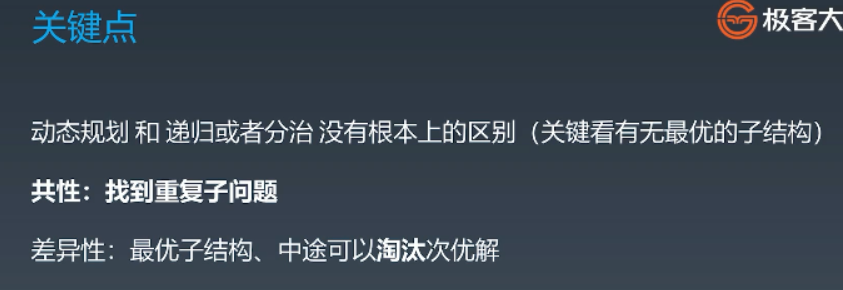 关键点
极客大
动态规划 和 递归或者分治 没有根本上的区别（关键看有无最优的子结构）
共性：找到重复子问题
差异性：最优子结构、中途可以淘汰次优解